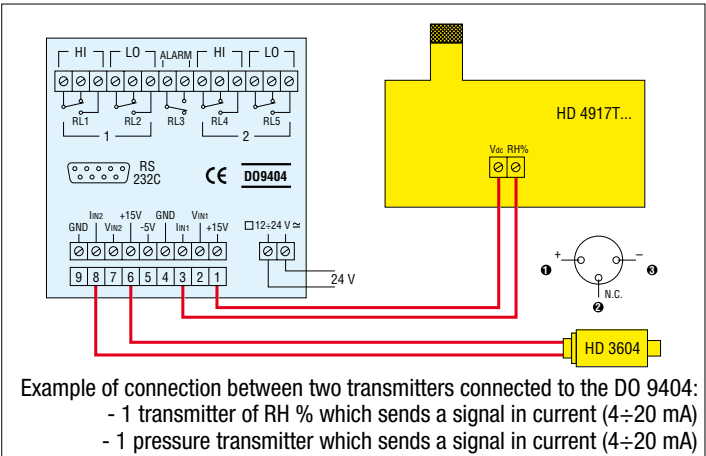 HI LO ALARM HI LO
RL1 RL2 RL3 RL4 RL5
1 2
RS
232C
CE DO9404
IIN2 +15V GND VIN1
GND VIN2 -5V IIN1 +15V
12÷24 V ≃
9 8 7 6 5 4 3 2 1
24 V
HD 4917T...
Vdc RH%
+ −
❶ ❸
N.C.
❷
HD 3604
Example of connection between two transmitters connected to the DO 9404:
- 1 transmitter of RH % which sends a signal in current (4÷20 mA)
- 1 pressure transmitter which sends a signal in current (4÷20 mA)